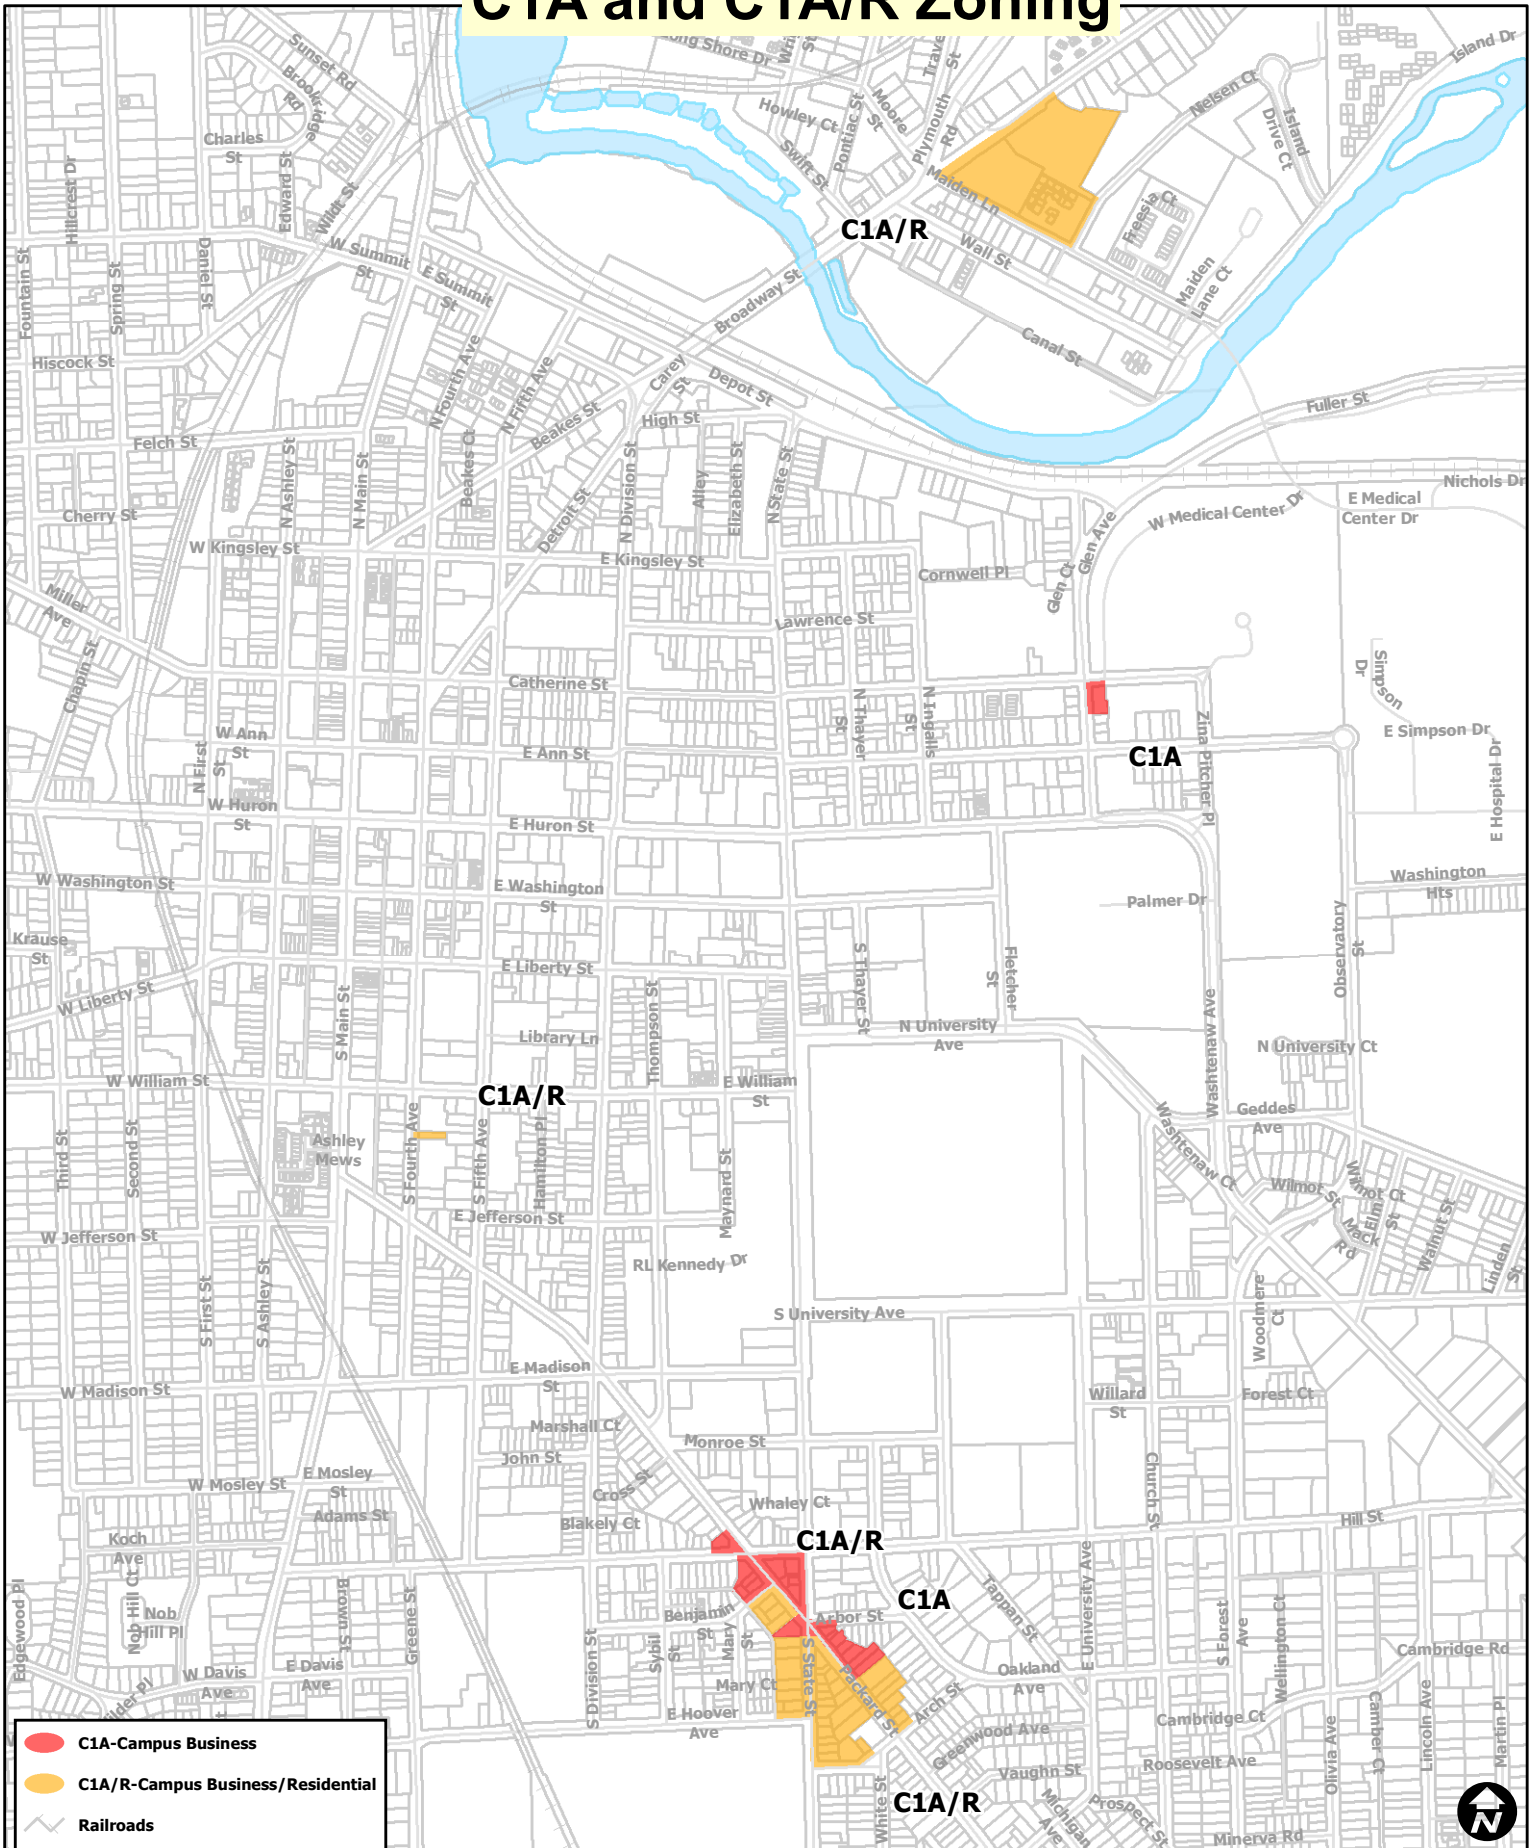 C1A and C1A/R Zoning
Long Shore Dr
St
Sunset Rd
Brookridge
Rd
Charles
St
Hillcrest Dr
Edward St
Wildt St
Fountain St
Spring St
Daniel St
W Summit
St
E Summit
St
Hiscock St
Howley Ct
Swift St
Pontiac St
Moore
St
Plymouth
Rd
St
Maiden Ln
Nelsen Ct
Island
Drive Ct
Island Dr
C1A/R
Wall St
Freesia Ct
Maiden
Lane Ct
Broadway St
Canal St
Carey
St
Depot St
Fuller St
N Fourth Ave
N Fifth Ave
Beakes St
High St
Felch St
N Ashley St
N Main St
Beakes Ct
Detroit St
N Division St
Alley
Elizabeth St
N State St
Cherry St
W Kingsley St
E Kingsley St
Nichols Dr
E Medical
Center Dr
W Medical Center Dr
Glen Ave
Glen Ct
Cornwell Pl
Miller
Ave
Chapin St
Lawrence St
Catherine St
N Thayer
St
N Ingalls
St
Simpson
Dr
E Simpson Dr
E Hospital Dr
Zina Pitcher Pl
C1A
W Ann
St
N First
St
E Ann St
W Huron
St
E Huron St
W Washington St
E Washington
St
Washington
Hts
Palmer Dr
Observatory
St
Krause
St
W Liberty St
E Liberty St
S Thayer St
Fletcher
St
S Main St
Library Ln
Thompson St
N University
Ave
Washtenaw Ave
N University Ct
W William St
C1A/R
E William
St
Geddes
Ave
Third St
Second St
Ashley
Mews
S Fourth Ave
S Fifth Ave
Hamilton Pl
Maynard St
Washtenaw Ct
Wilmot St
Wilmot Ct
Elm
St
Mack
Rd
Walnut St
Linden
St
W Jefferson St
E Jefferson St
RL Kennedy Dr
S First St
S Ashley St
S University Ave
Woodmere
Ct
W Madison St
E Madison
St
Willard
St
Forest Ct
Marshall Ct
Monroe St
John St
Cross St
Church St
W Mosley St
E Mosley
St
Adams St
Whaley Ct
Blakely Ct
Hill St
Koch
Ave
C1A/R
C1A
Edgewood Pl
Nob Hill Ct
Nob
Hill Pl
Brown St
Greene St
Benjamin
St
Arbor St
Tappan St
E University Ave
S Forest
Ave
Wellington Ct
Cambridge Rd
S Division St
Sybil
St
Mary
St
S State St
Packard St
W Davis
Ave
E Davis
Ave
Mary Ct
Oakland
Ave
Arch St
E Hoover
Ave
Greenwood Ave
Cambridge Ct
Camber Ct
Lincoln Ave
Martin Pl
Olivia Ave
Vaughn St
Roosevelt Ave
White St
C1A/R
Michigan
Ave
Prospect St
Minerva Rd
C1A-Campus Business
C1A/R-Campus Business/Residential
Railroads
N